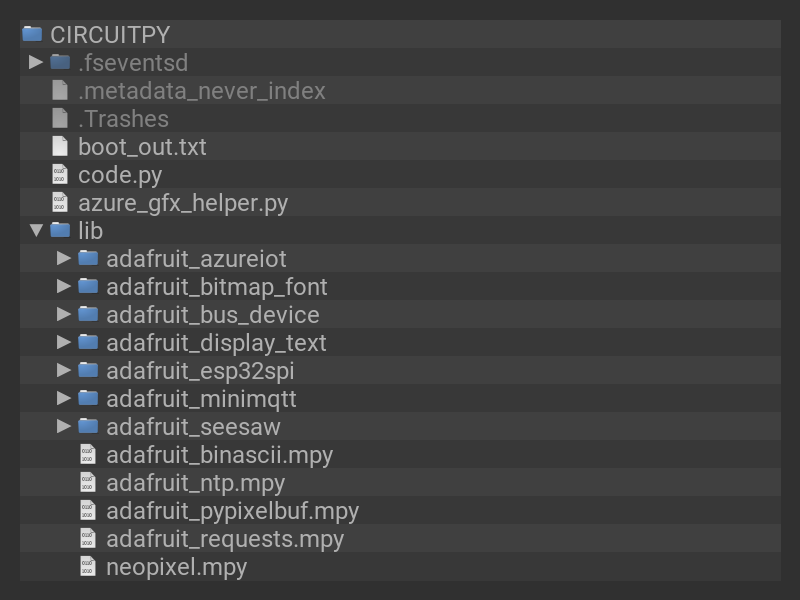 CIRCUITPY
.fseventsd
.metadata_never_index
.Trashes
boot_out.txt
code.py
azure_gfx_helper.py
lib
adafruit_azureiot
adafruit_bitmap_font
adafruit_bus_device
adafruit_display_text
adafruit_esp32spi
adafruit_minimqtt
adafruit_seesaw
adafruit_binascii.mpy
adafruit_ntp.mpy
adafruit_pypixelbuf.mpy
adafruit_requests.mpy
neopixel.mpy